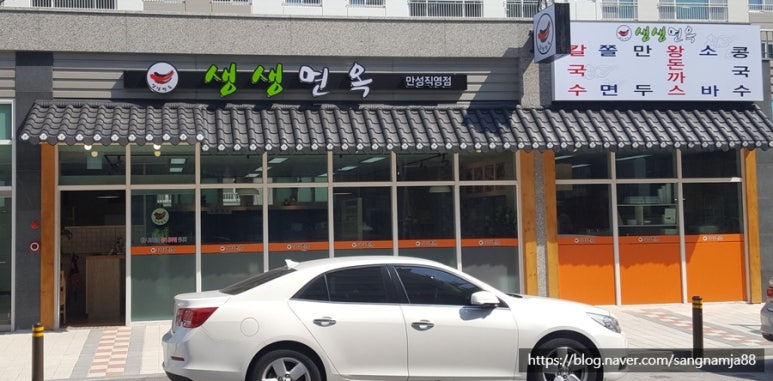 생생면옥 만성직영점
생생면옥
칼국수 쫄면 만두 왕돈까스 소바 콩국수
https://blog.naver.com/sangnamja88